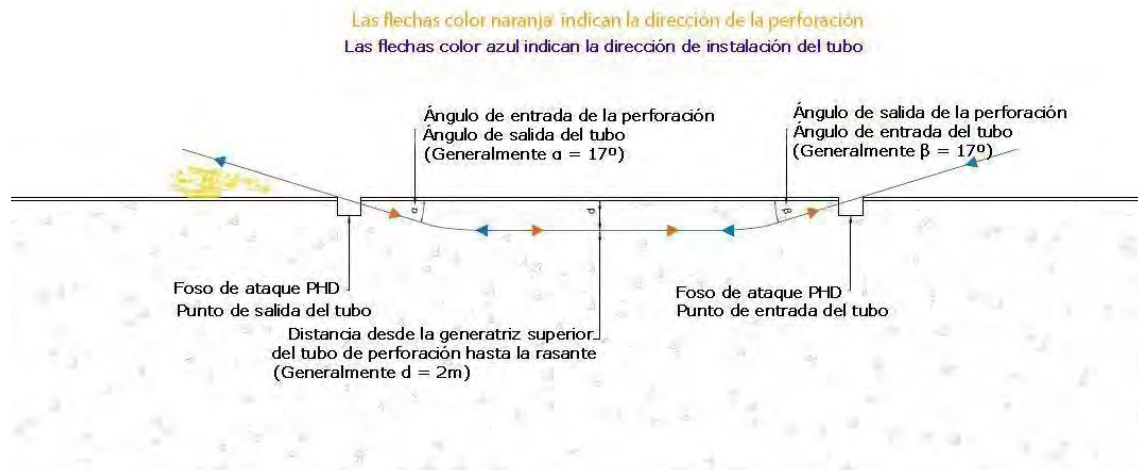 Las flechas color naranja indican la dirección de la perforación
Las flechas color azul indican la dirección de instalación del tubo
Ángulo de entrada de la perforación
Ángulo de salida del tubo
(Generalmente α = 17º)
Ángulo de salida de la perforación
Ángulo de entrada del tubo
(Generalmente β = 17º)
α
d
β
Foso de ataque PHD
Punto de salida del tubo
Foso de ataque PHD
Punto de entrada del tubo
Distancia desde la generatriz superior
del tubo de perforación hasta la rasante
(Generalmente d = 2m)